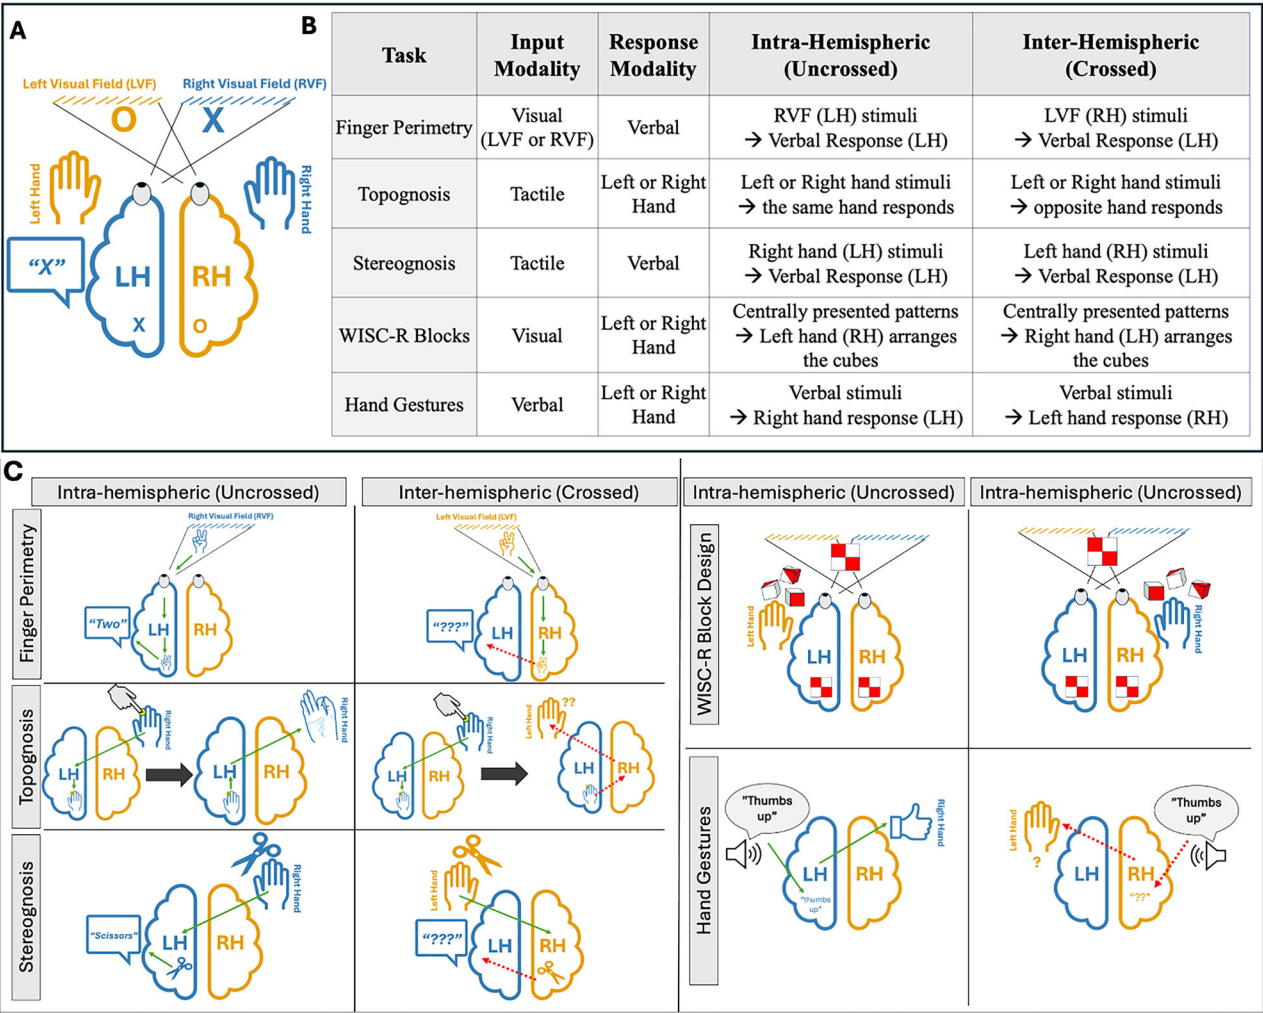 A
Left Visual Field (LVF)
Right Visual Field (RVF)
O
X
Left Hand
Right Hand
“X”
LH
RH
X
O
B
Task
Input
Modality
Response
Modality
Intra-Hemispheric
(Uncrossed)
Inter-Hemispheric
(Crossed)
Finger Perimetry
Visual
(LVF or RVF)
Verbal
RVF (LH) stimuli
→ Verbal Response (LH)
LVF (RH) stimuli
→ Verbal Response (LH)
Topognosis
Tactile
Left or Right
Hand
Left or Right hand stimuli
→ the same hand responds
Left or Right hand stimuli
→ opposite hand responds
Stereognosis
Tactile
Verbal
Right hand (LH) stimuli
→ Verbal Response (LH)
Left hand (RH) stimuli
→ Verbal Response (LH)
WISC-R Blocks
Visual
Left or Right
Hand
Centrally presented patterns
→ Left hand (RH) arranges
the cubes
Centrally presented patterns
→ Right hand (LH) arranges
the cubes
Hand Gestures
Verbal
Left or Right
Hand
Verbal stimuli
→ Right hand response (LH)
Verbal stimuli
→ Left hand response (RH)
C
Intra-hemispheric (Uncrossed)
Inter-hemispheric (Crossed)
Finger Perimetry
Right Visual Field (RVF)
“Two”
LH
RH
Left Visual Field (LVF)
“???”
LH
RH
Topognosis
Right Hand
LH
RH
Right Hand
LH
RH
Right Hand
LH
RH
Left Hand
??
LH
RH
Stereognosis
Right Hand
“Scissors”
LH
RH
Left Hand
“???”
LH
RH
Intra-hemispheric (Uncrossed)
Intra-hemispheric (Uncrossed)
WISC-R Block Design
Left Hand
LH
RH
Right Hand
LH
RH
Hand Gestures
”Thumbs
up”
Right Hand
LH
RH
“thumbs
up”
Left Hand
?
”Thumbs
up”
LH
RH
“??”